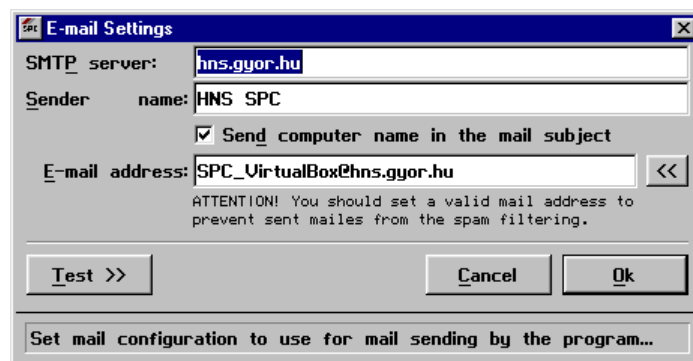 SPC E-mail Settings
SMTP server: hns.gyor.hu
Sender name: HNS SPC
Send computer name in the mail subject
E-mail address: SPC_VirtualBox@hns.gyor.hu <<
ATTENTION! You should set a valid mail address to
prevent sent mailes from the spam filtering.
Test >> Cancel Ok
Set mail configuration to use for mail sending by the program...